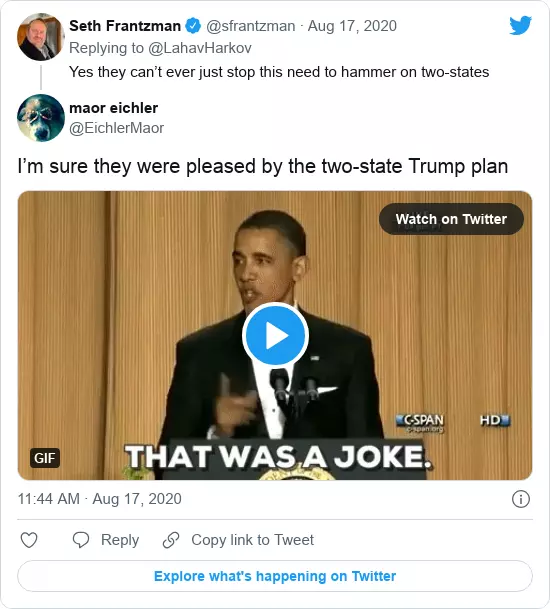 Seth Frantzman @sfrantzman · Aug 17, 2020
Replying to @LahavHarkov
Yes they can’t ever just stop this need to hammer on two-states
maor eichler
@EichlerMaor
I’m sure they were pleased by the two-state Trump plan
Watch on Twitter
C-SPAN HD
c-span.org
GIF
THAT WAS A JOKE.
11:44 AM · Aug 17, 2020
Reply
Copy link to Tweet
Explore what's happening on Twitter